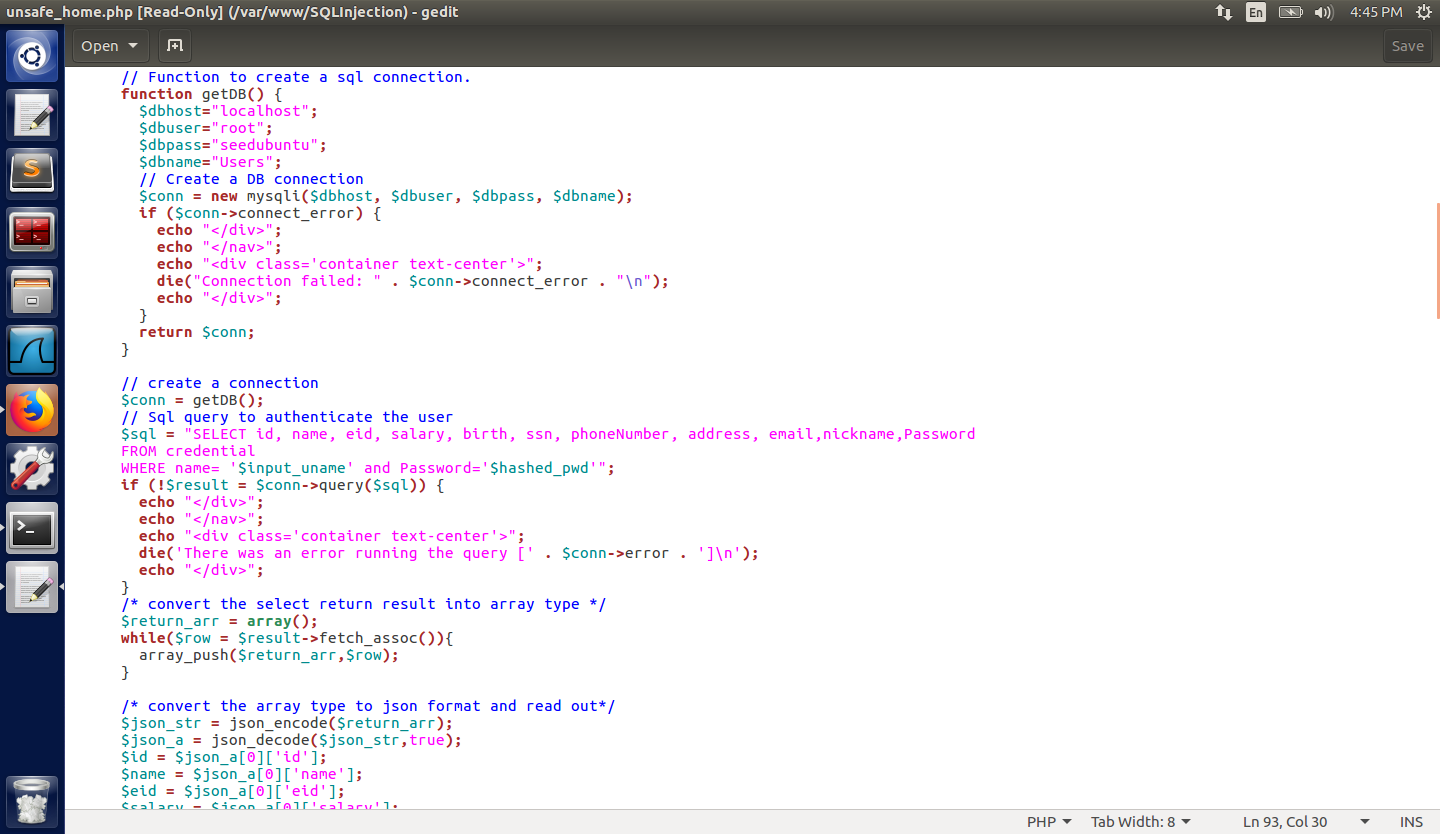 unsafe_home.php [Read-Only] (/var/www/SQLInjection) - gedit
En
4:45 PM
Open
Save
// Function to create a sql connection.
function getDB() {
  $dbhost="localhost";
  $dbuser="root";
  $dbpass="seedubuntu";
  $dbname="Users";
  // Create a DB connection
  $conn = new mysqli($dbhost, $dbuser, $dbpass, $dbname);
  if ($conn->connect_error) {
    echo "</div>";
    echo "</nav>";
    echo "<div class='container text-center'>";
    die("Connection failed: " . $conn->connect_error . "\n");
    echo "</div>";
  }
  return $conn;
}

// create a connection
$conn = getDB();
// Sql query to authenticate the user
$sql = "SELECT id, name, eid, salary, birth, ssn, phoneNumber, address, email,nickname,Password
FROM credential
WHERE name= '$input_uname' and Password='$hashed_pwd'";
if (!$result = $conn->query($sql)) {
  echo "</div>";
  echo "</nav>";
  echo "<div class='container text-center'>";
  die('There was an error running the query [' . $conn->error . ']\n');
  echo "</div>";
}
/* convert the select return result into array type */
$return_arr = array();
while($row = $result->fetch_assoc()){
  array_push($return_arr,$row);
}

/* convert the array type to json format and read out*/
$json_str = json_encode($return_arr);
$json_a = json_decode($json_str,true);
$id = $json_a[0]['id'];
$name = $json_a[0]['name'];
$eid = $json_a[0]['eid'];
$salary = $json_a[0]['salary'];
PHP
Tab Width: 8
Ln 93, Col 30
INS